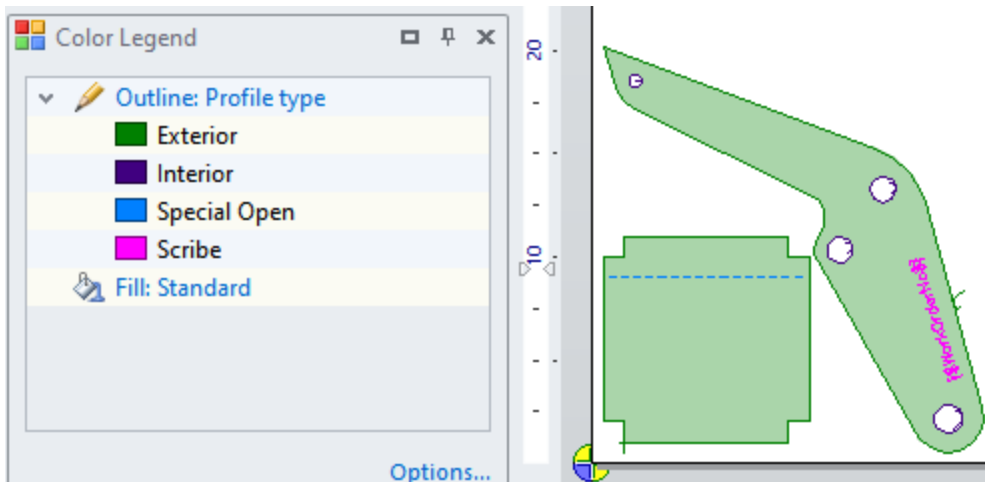 Color Legend
Outline: Profile type
Exterior
Interior
Special Open
Scribe
Fill: Standard
Options...
20
10